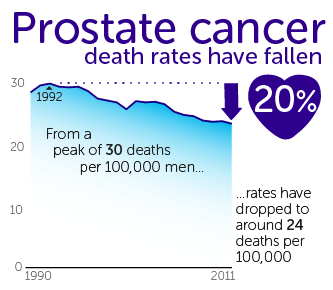 Prostate cancer
death rates have fallen
30
1992
20%
From a
peak of 30 deaths
per 100,000 men...
20
...rates have
dropped to
around 24
deaths per
100,000
10
0
1990
2011